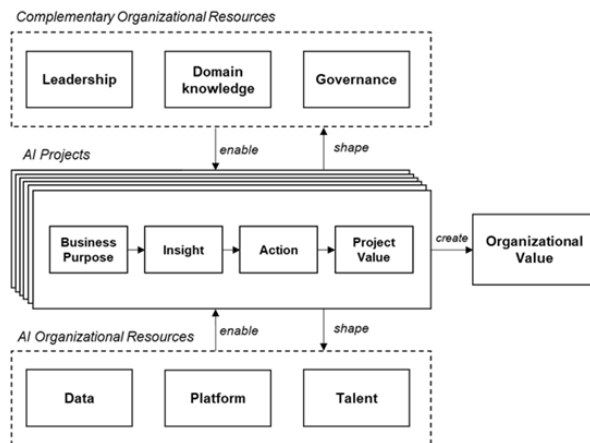 Complementary Organizational Resources
Leadership
Domain
knowledge
Governance
enable
shape
AI Projects
Business
Purpose
Insight
Action
Project
Value
create
Organizational
Value
AI Organizational Resources
enable
shape
Data
Platform
Talent